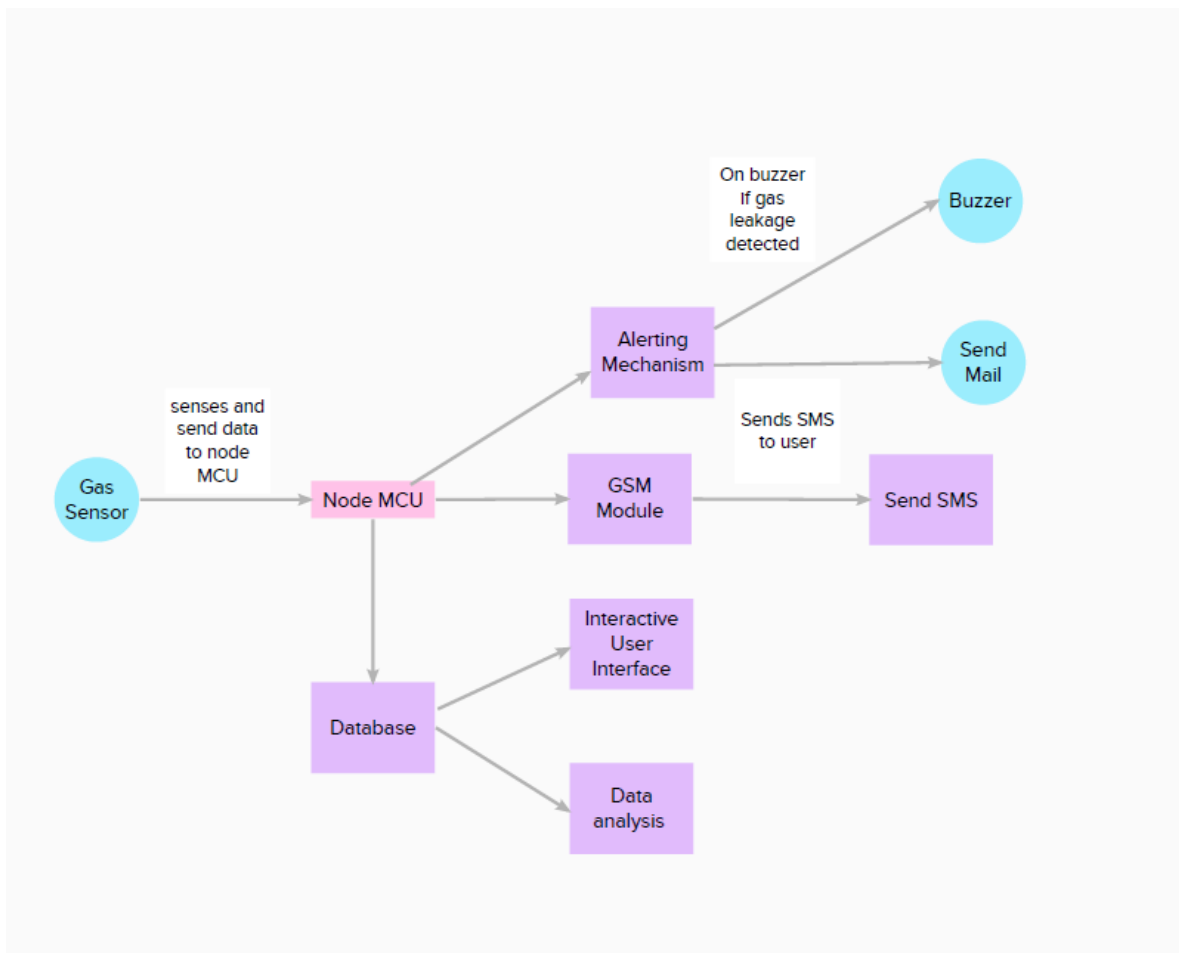 On buzzer
if gas
leakage
detected
Buzzer
Alerting
Mechanism
Send
Mail
senses and
send data
to node
MCU
Sends SMS
to user
Gas
Sensor
Node MCU
GSM
Module
Send SMS
Interactive
User
Interface
Database
Data
analysis